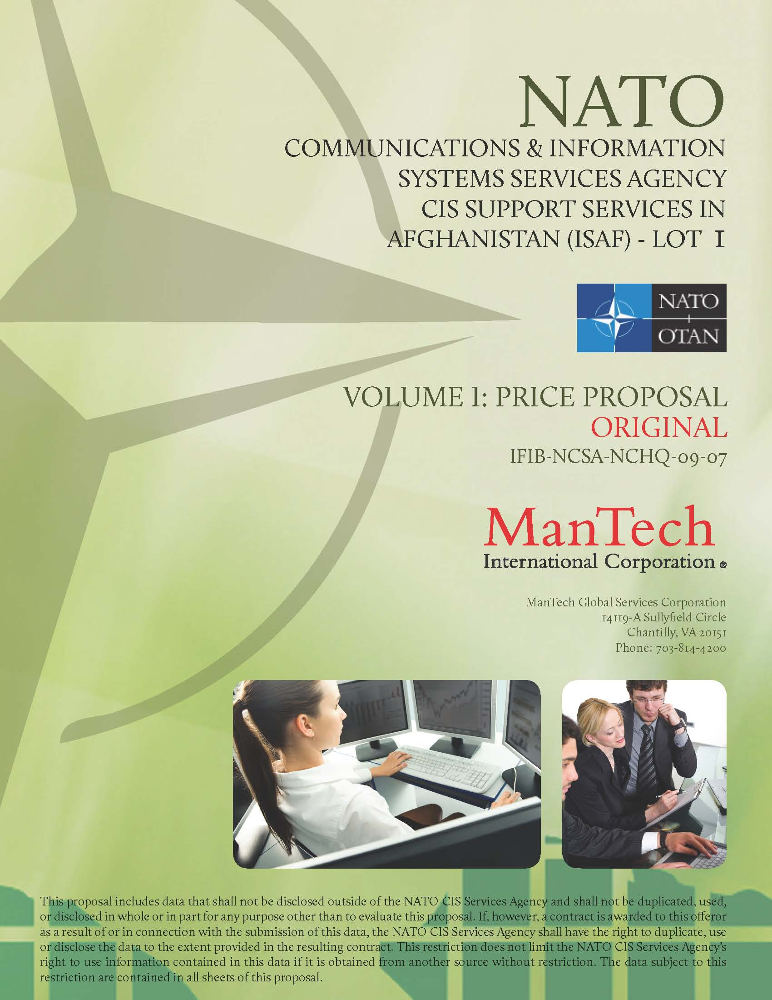 NATO
COMMUNICATIONS & INFORMATION
SYSTEMS SERVICES AGENCY
CIS SUPPORT SERVICES IN
AFGHANISTAN (ISAF) - LOT I
NATO
OTAN
VOLUME I: PRICE PROPOSAL
ORIGINAL
IFIB-NCSA-NCHQ-09-07
ManTech
International Corporation ®
ManTech Global Services Corporation
14119-A Sullyfield Circle
Chantilly, VA 20151
Phone: 703-814-4200
This proposal includes data that shall not be disclosed outside of the NATO CIS Services Agency and shall not be duplicated, used,
or disclosed in whole or in part for any purpose other than to evaluate this proposal. If, however, a contract is awarded to this offeror
as a result of or in connection with the submission of this data, the NATO CIS Services Agency shall have the right to duplicate, use
or disclose the data to the extent provided in the resulting contract. This restriction does not limit the NATO CIS Services Agency's
right to use information contained in this data if it is obtained from another source without restriction. The data subject to this
restriction are contained in all sheets of this proposal.